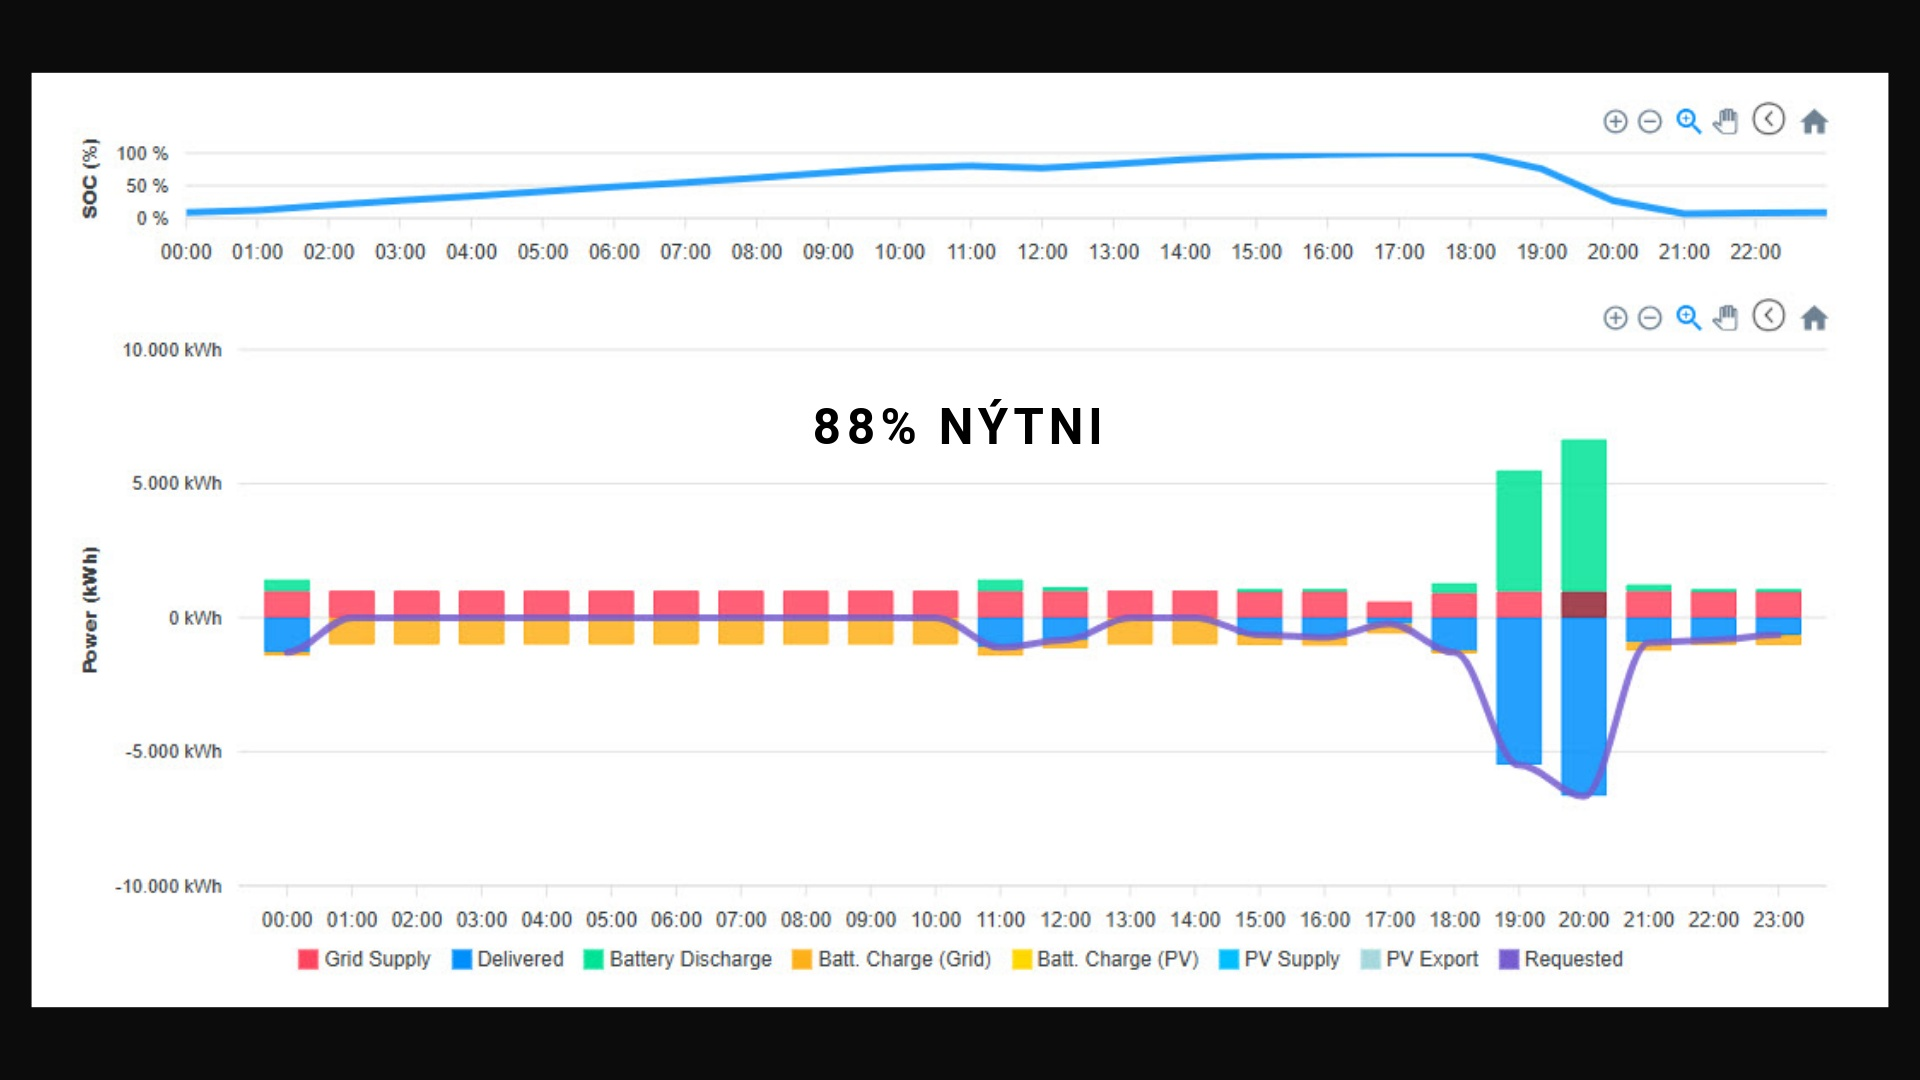 SOC (%)
100 %
50 %
0 %
00:00 01:00 02:00 03:00 04:00 05:00 06:00 07:00 08:00 09:00 10:00 11:00 12:00 13:00 14:00 15:00 16:00 17:00 18:00 19:00 20:00 21:00 22:00
10.000 kWh
88% NÝTNI
5.000 kWh
Power (kWh)
0 kWh
-5.000 kWh
-10.000 kWh
00:00 01:00 02:00 03:00 04:00 05:00 06:00 07:00 08:00 09:00 10:00 11:00 12:00 13:00 14:00 15:00 16:00 17:00 18:00 19:00 20:00 21:00 22:00 23:00
Grid Supply Delivered Battery Discharge Batt. Charge (Grid) Batt. Charge (PV) PV Supply PV Export Requested